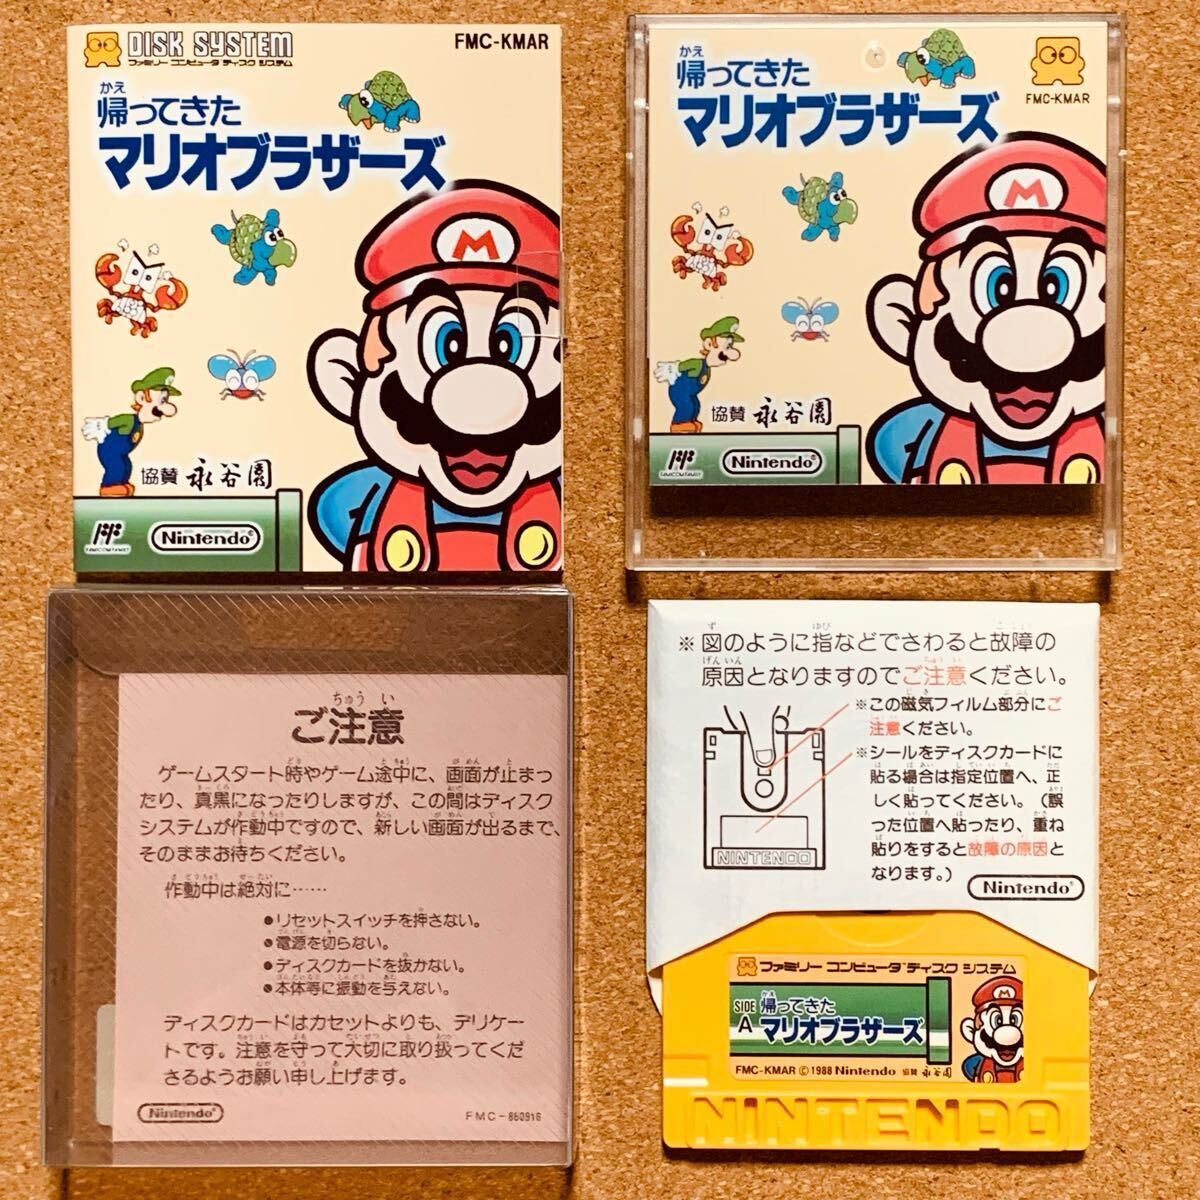 DISK SYSTEM
ファミリー コンピュータ ディスク システム
FMC-KMAR
かえ
帰ってきた
マリオブラザーズ
M
協賛 永谷園
FAMICOM FAMILY
Nintendo®
かえ
帰ってきた
マリオブラザーズ
FMC-KMAR
M
協賛 永谷園
FAMICOM FAMILY
Nintendo®
ちゅう い
ご注意
ゲームスタート時やゲーム途中に、画面が止まっ
たり、真黒になったりしますが、この間はディスク
システムが作動中ですので、新しい画面が出るまで、
そのままお待ちください。
作動中は絶対に……
●リセットスイッチを押さない。
●電源を切らない。
●ディスクカードを抜かない。
●本体等に振動を与えない。
ディスクカードはカセットよりも、デリケー
トです。注意を守って大切に取り扱ってくだ
さるようお願い申し上げます。
Nintendo®
FMC-860916
※図のように指などでさわると故障の
原因となりますのでご注意ください。
※この磁気フィルム部分にご
注意ください。
※シールをディスクカードに
貼る場合は指定位置へ、正
しく貼ってください。(誤
った位置へ貼ったり、重ね
貼りをすると故障の原因と
なります。)
NINTENDO
Nintendo®
ファミリー コンピュータ ディスク システム
SIDE A
かえ
帰ってきた
マリオブラザーズ
M
FMC-KMAR ©1988 Nintendo 協賛 永谷園
NINTENDO